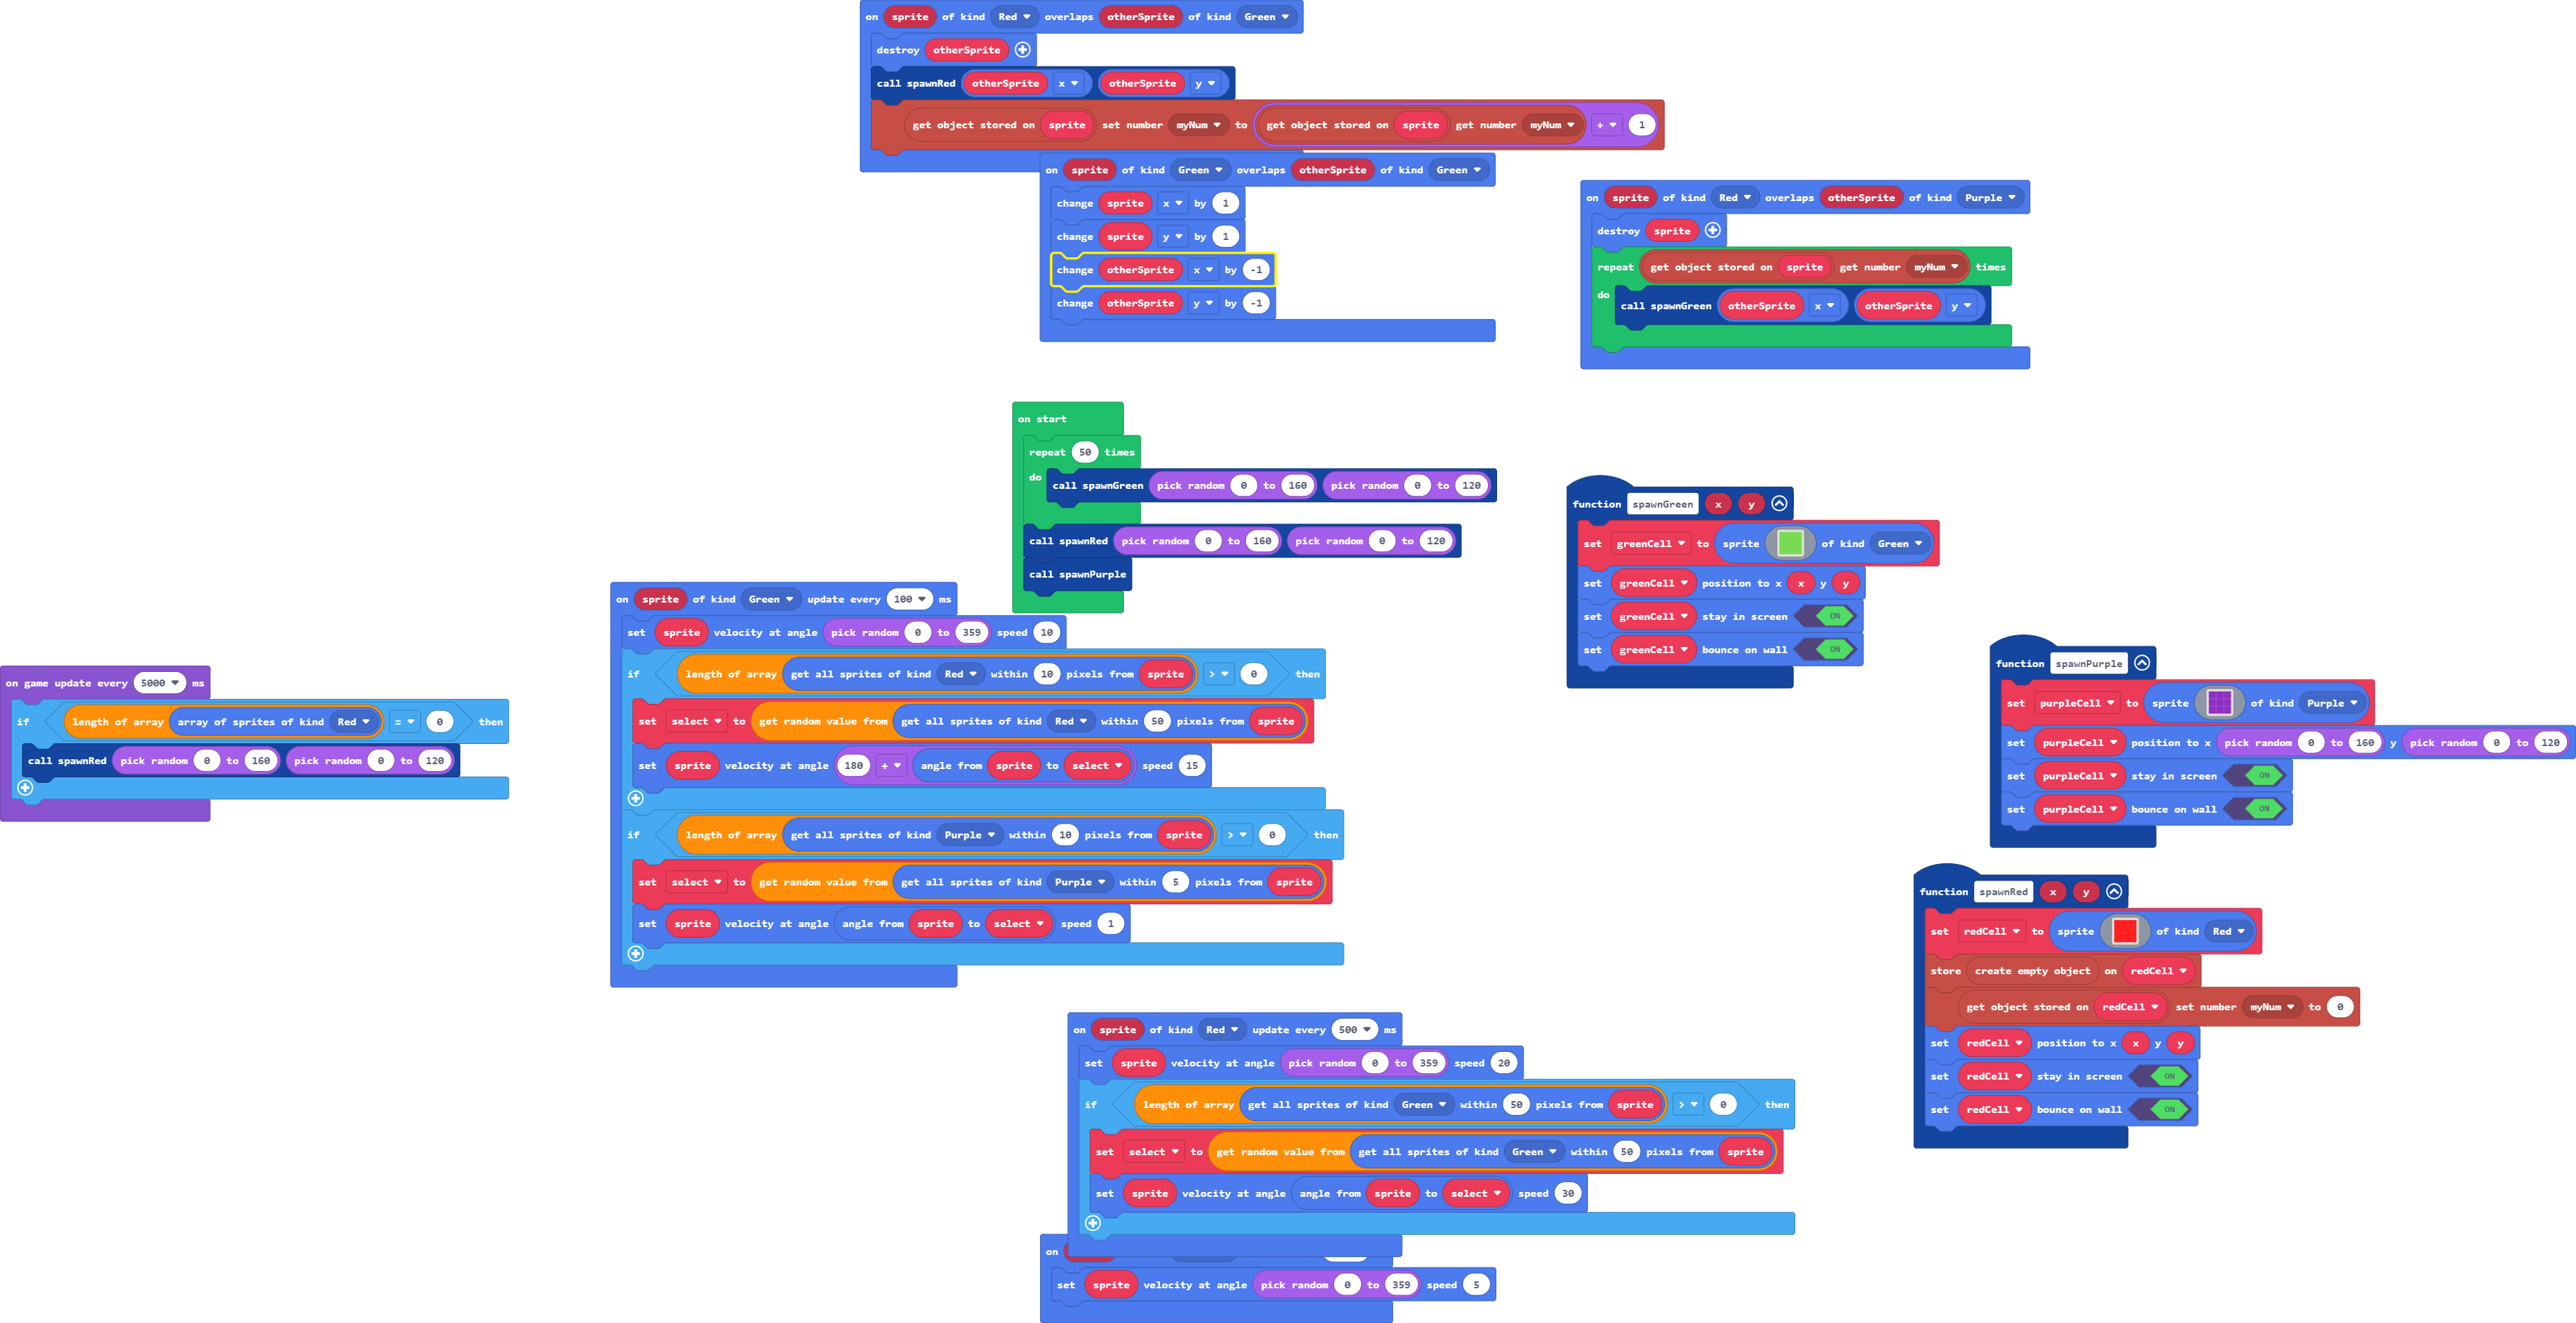 on sprite of kind Red overlaps otherSprite of kind Green
destroy otherSprite
call spawnRed otherSprite x otherSprite y
get object stored on sprite set number myNum to get object stored on sprite get number myNum + 1
on sprite of kind Green overlaps otherSprite of kind Green
change sprite x by 1
change sprite y by 1
change otherSprite x by -1
change otherSprite y by -1
on sprite of kind Red overlaps otherSprite of kind Purple
destroy sprite
repeat get object stored on sprite get number myNum times
do call spawnGreen otherSprite x otherSprite y
on start
repeat 50 times
do call spawnGreen pick random 0 to 160 pick random 0 to 120
call spawnRed pick random 0 to 160 pick random 0 to 120
call spawnPurple
function spawnGreen x y
set greenCell to sprite of kind Green
set greenCell position to x x y y
set greenCell stay in screen ON
set greenCell bounce on wall ON
on sprite of kind Green update every 100 ms
set sprite velocity at angle pick random 0 to 359 speed 10
if length of array get all sprites of kind Red within 10 pixels from sprite > 0 then
set select to get random value from get all sprites of kind Red within 50 pixels from sprite
set sprite velocity at angle 180 + angle from sprite to select speed 15
if length of array get all sprites of kind Purple within 10 pixels from sprite > 0 then
set select to get random value from get all sprites of kind Purple within 5 pixels from sprite
set sprite velocity at angle angle from sprite to select speed 1
on game update every 5000 ms
if length of array array of sprites of kind Red = 0 then
call spawnRed pick random 0 to 160 pick random 0 to 120
function spawnPurple
set purpleCell to sprite of kind Purple
set purpleCell position to x pick random 0 to 160 y pick random 0 to 120
set purpleCell stay in screen ON
set purpleCell bounce on wall ON
function spawnRed x y
set redCell to sprite of kind Red
store create empty object on redCell
get object stored on redCell set number myNum to 0
set redCell position to x x y y
set redCell stay in screen ON
set redCell bounce on wall ON
on sprite of kind Red update every 500 ms
set sprite velocity at angle pick random 0 to 359 speed 20
if length of array get all sprites of kind Green within 50 pixels from sprite > 0 then
set select to get random value from get all sprites of kind Green within 50 pixels from sprite
set sprite velocity at angle angle from sprite to select speed 30
on
set sprite velocity at angle pick random 0 to 359 speed 5